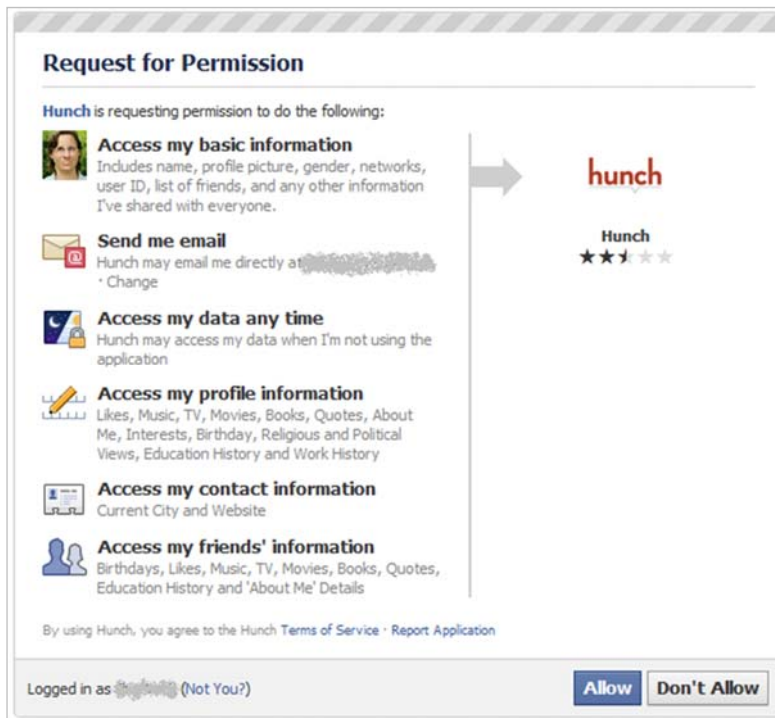 Request for Permission
Hunch is requesting permission to do the following:
Access my basic information
Includes name, profile picture, gender, networks,
user ID, list of friends, and any other information
I've shared with everyone.
Send me email
Hunch may email me directly at
· Change
Access my data any time
Hunch may access my data when I'm not using the
application
Access my profile information
Likes, Music, TV, Movies, Books, Quotes, About
Me, Interests, Birthday, Religious and Political
Views, Education History and Work History
Access my contact information
Current City and Website
Access my friends' information
Birthdays, Likes, Music, TV, Movies, Books, Quotes,
Education History and 'About Me' Details
hunch
Hunch
By using Hunch, you agree to the Hunch Terms of Service · Report Application
Logged in as (Not You?)
Allow Don't Allow